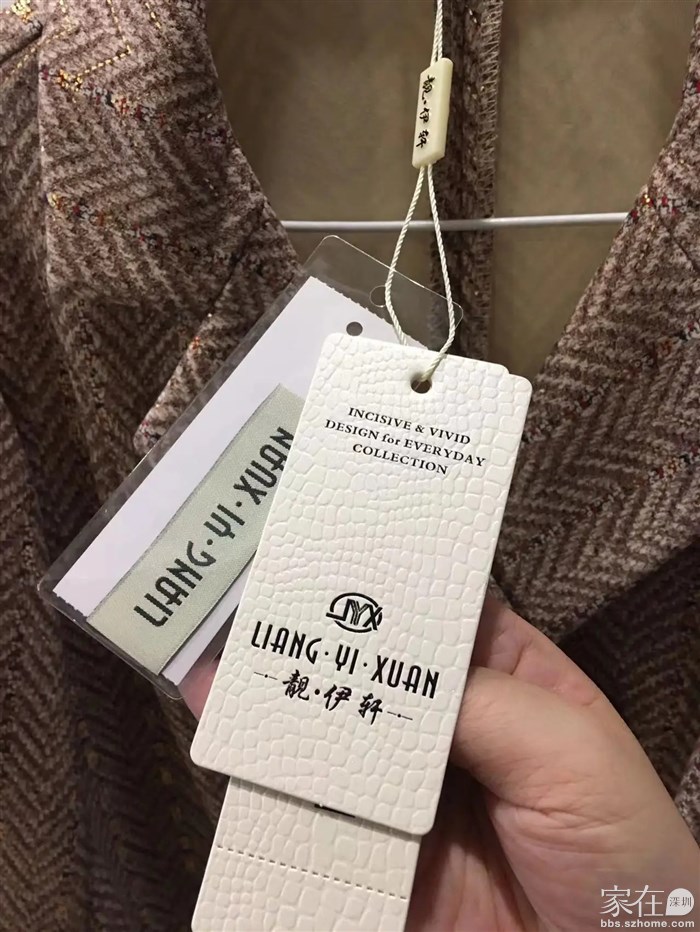 靓·伊轩
INCISIVE & VIVID
DESIGN for EVERYDAY
COLLECTION
LYX
LIANG·YI·XUAN
靓·伊轩
LIANG·YI·XUAN
家在深圳
bbs.szhome.com